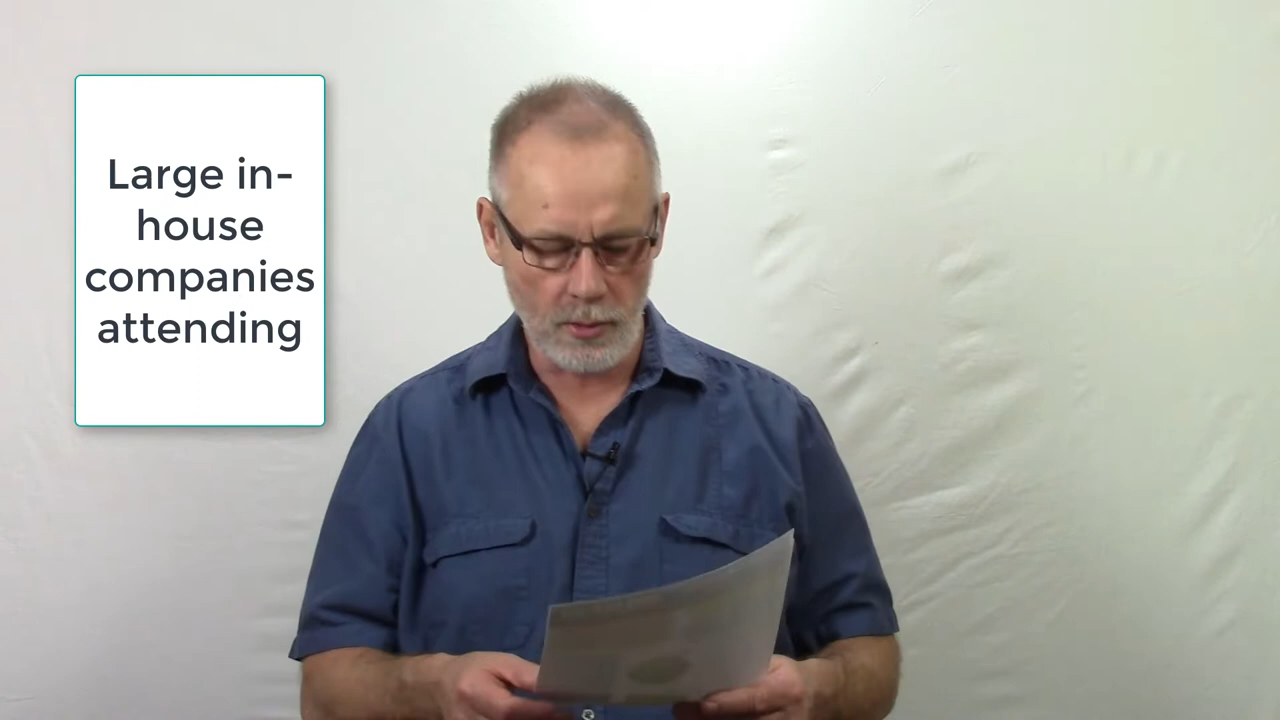 Large in-
house
companies
attending